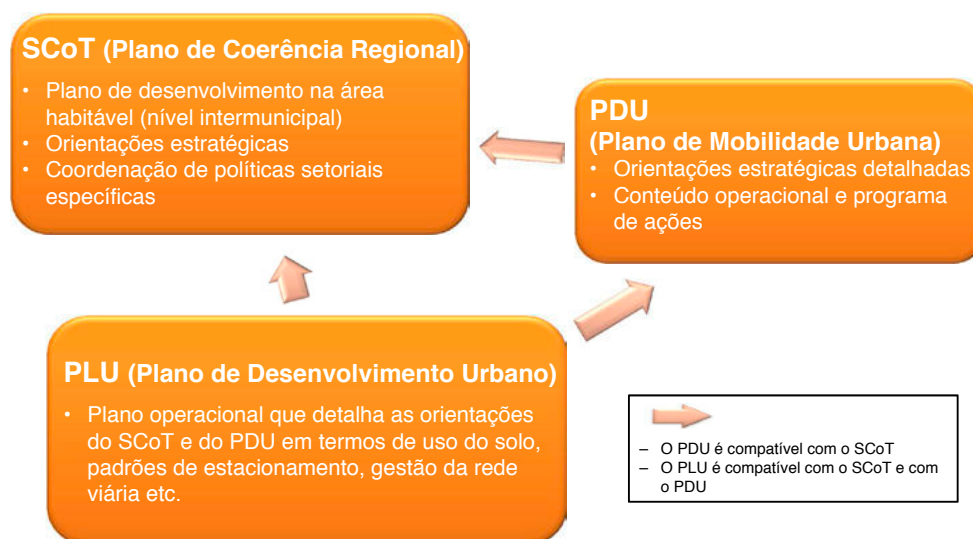 SCoT (Plano de Coerência Regional)
• Plano de desenvolvimento na área
habitável (nível intermunicipal)
• Orientações estratégicas
• Coordenação de políticas setoriais
específicas
PDU
(Plano de Mobilidade Urbana)
• Orientações estratégicas detalhadas
• Conteúdo operacional e programa
de ações
PLU (Plano de Desenvolvimento Urbano)
• Plano operacional que detalha as orientações
do SCoT e do PDU em termos de uso do solo,
padrões de estacionamento, gestão da rede
viária etc.
– O PDU é compatível com o SCoT
– O PLU é compatível com o SCoT e com
o PDU